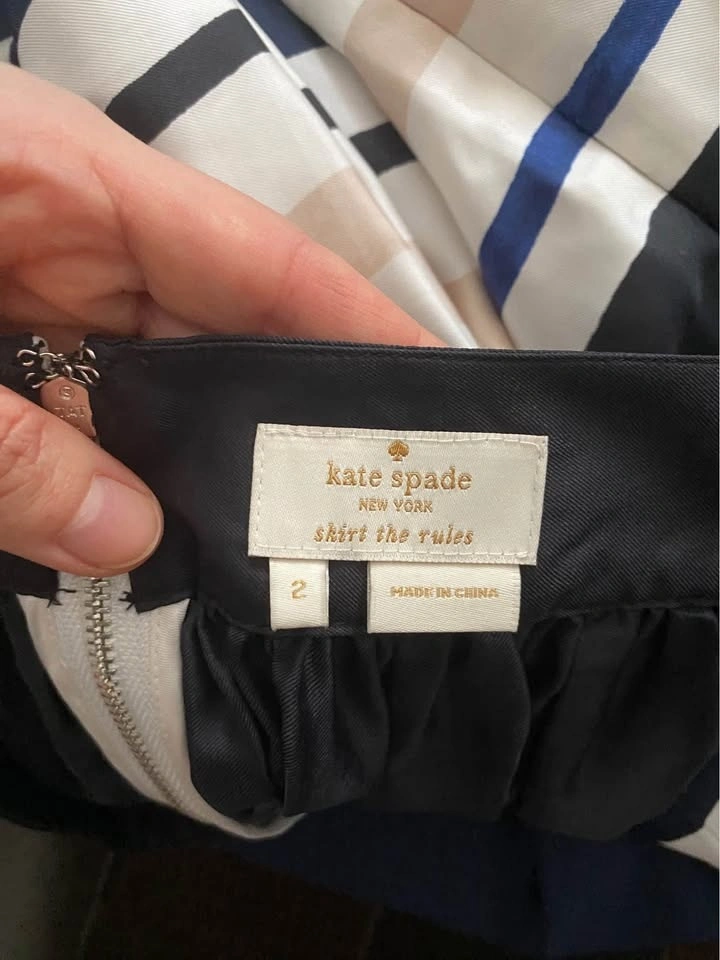 kate spade
NEW YORK
skirt the rules
2
MADE IN CHINA